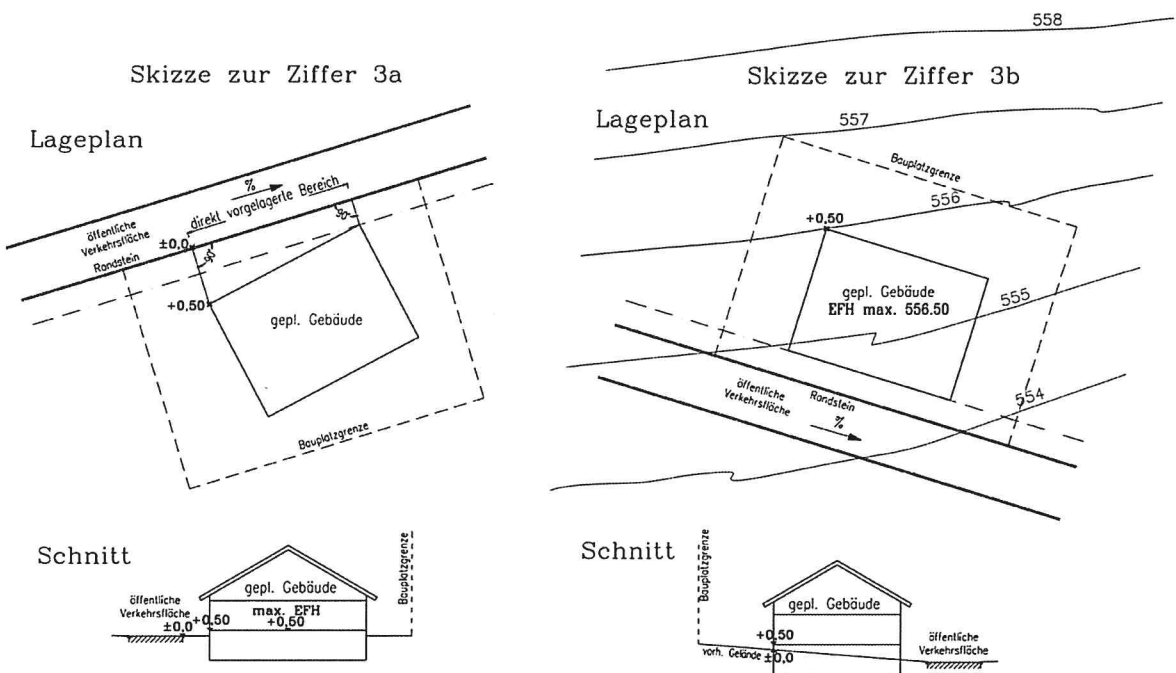 Skizze zur Ziffer 3a
Lageplan
%
direkt vorgelagerte Bereich
öffentliche
Verkehrsfläche
±0,0
Randstein
90°
90°
+0,50
gepl. Gebäude
Bauplatzgrenze
Schnitt
gepl. Gebäude
Bauplatzgrenze
öffentliche
Verkehrsfläche
max. EFH
±0,0
+0,50
+0,50
558
Skizze zur Ziffer 3b
Lageplan
557
Bauplatzgrenze
556
+0,50
gepl. Gebäude
EFH max. 556.50
555
öffentliche
Verkehrsfläche
Randstein
%
554
Schnitt
Bauplatzgrenze
gepl. Gebäude
+0,50
vorh. Gelände
±0,0
öffentliche
Verkehrsfläche